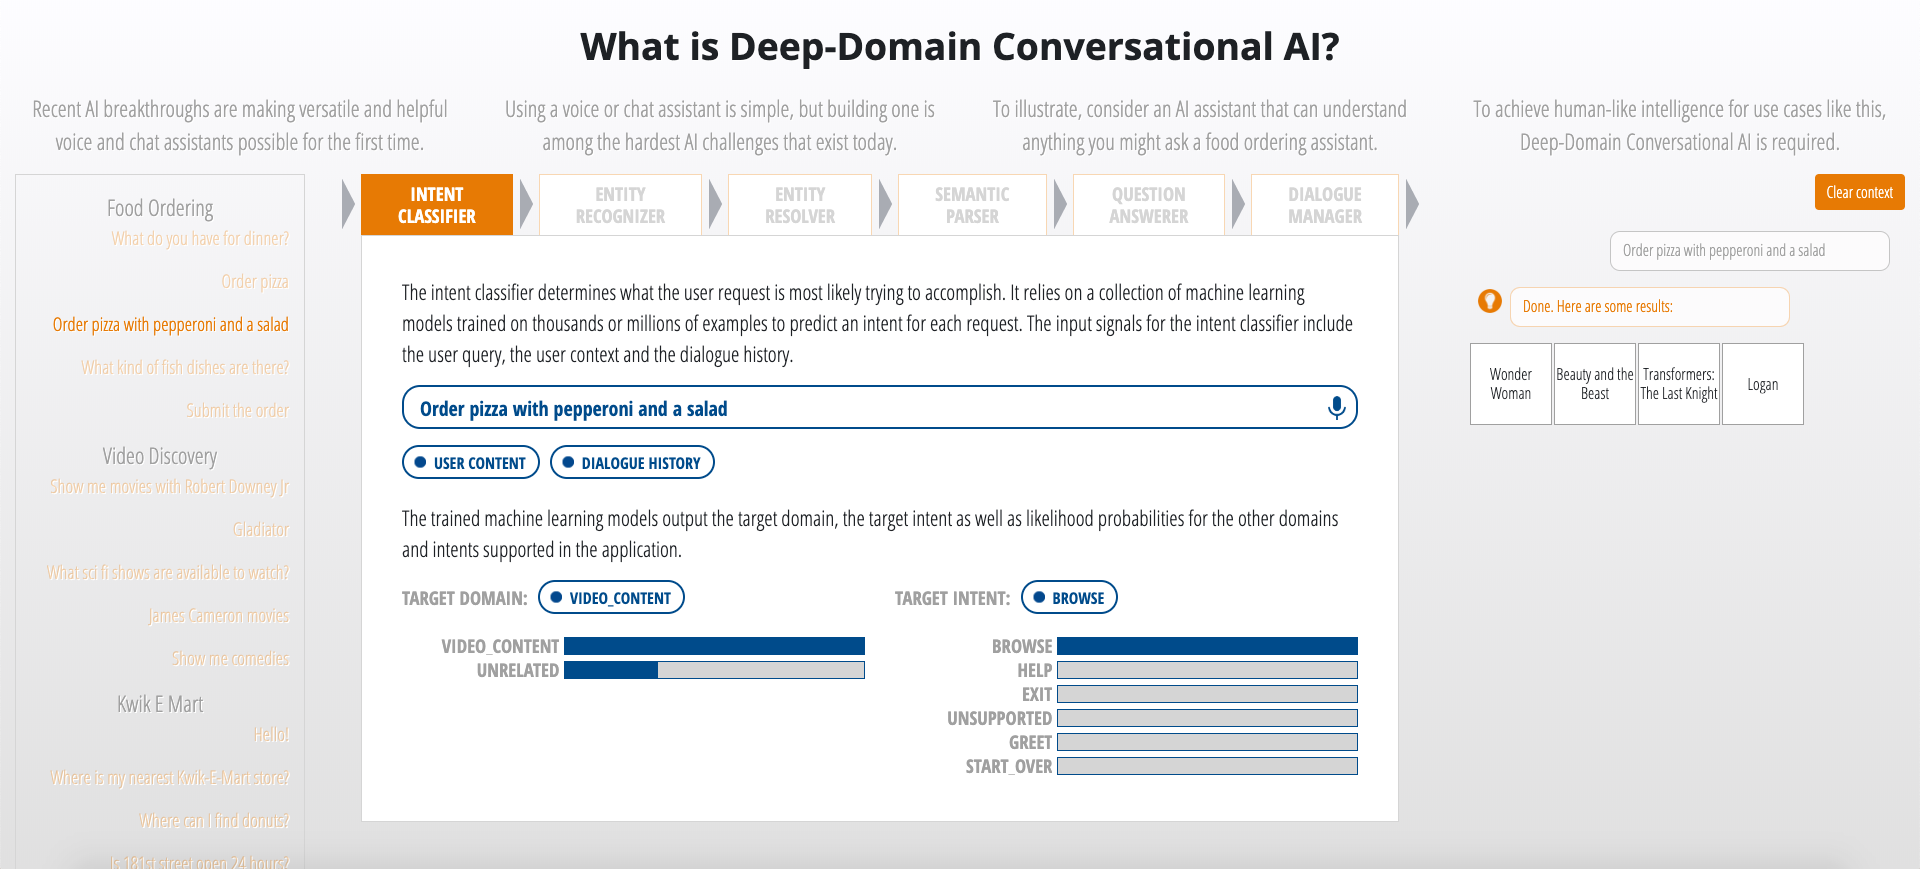 What is Deep-Domain Conversational AI?
Recent AI breakthroughs are making versatile and helpful
voice and chat assistants possible for the first time.
Using a voice or chat assistant is simple, but building one is
among the hardest AI challenges that exist today.
To illustrate, consider an AI assistant that can understand
anything you might ask a food ordering assistant.
To achieve human-like intelligence for use cases like this,
Deep-Domain Conversational AI is required.
Food Ordering
What do you have for dinner?
Order pizza
Order pizza with pepperoni and a salad
What kind of fish dishes are there?
Submit the order
Video Discovery
Show me movies with Robert Downey Jr
Gladiator
What sci fi shows are available to watch?
James Cameron movies
Show me comedies
Kwik E Mart
Hello!
Where is my nearest Kwik-E-Mart store?
Where can I find donuts?
Is 181st street open 24 hours?
INTENT
CLASSIFIER
ENTITY
RECOGNIZER
ENTITY
RESOLVER
SEMANTIC
PARSER
QUESTION
ANSWERER
DIALOGUE
MANAGER
The intent classifier determines what the user request is most likely trying to accomplish. It relies on a collection of machine learning
models trained on thousands or millions of examples to predict an intent for each request. The input signals for the intent classifier include
the user query, the user context and the dialogue history.
Order pizza with pepperoni and a salad
USER CONTENT
DIALOGUE HISTORY
The trained machine learning models output the target domain, the target intent as well as likelihood probabilities for the other domains
and intents supported in the application.
TARGET DOMAIN: VIDEO_CONTENT
VIDEO_CONTENT
UNRELATED
TARGET INTENT: BROWSE
BROWSE
HELP
EXIT
UNSUPPORTED
GREET
START_OVER
Clear context
Order pizza with pepperoni and a salad
Done. Here are some results:
Wonder
Woman
Beauty and the
Beast
Transformers:
The Last Knight
Logan